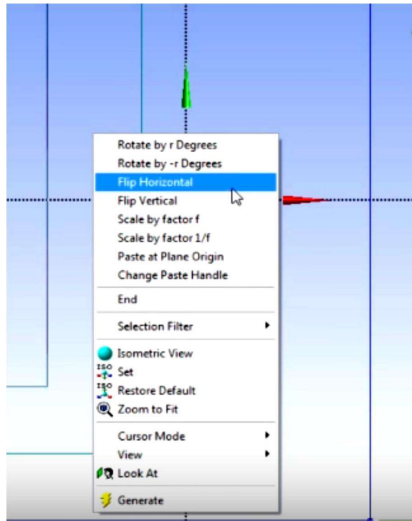 Rotate by r Degrees
Rotate by -r Degrees
Flip Horizontal
Flip Vertical
Scale by factor f
Scale by factor 1/f
Paste at Plane Origin
Change Paste Handle
End
Selection Filter
Isometric View
ISO Set
ISO Restore Default
Zoom to Fit
Cursor Mode
View
Look At
Generate